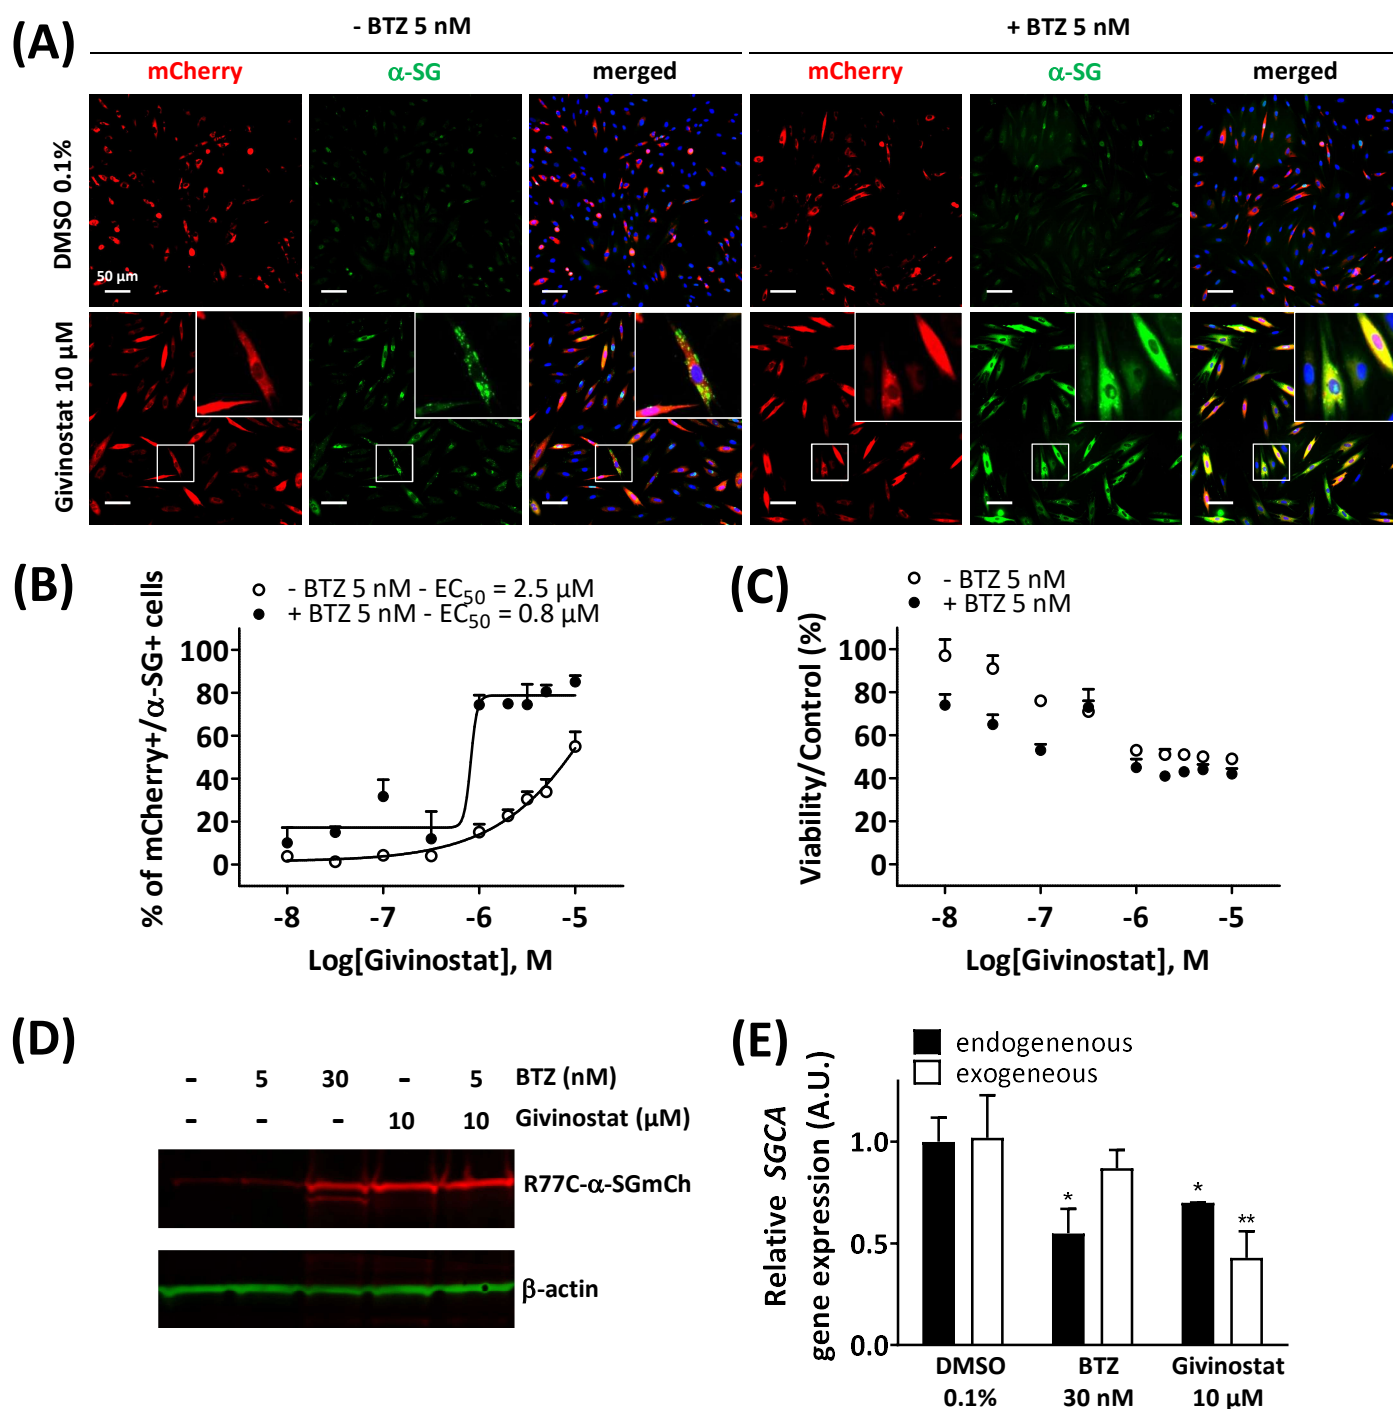 (A)
- BTZ 5 nM
+ BTZ 5 nM
mCherry
α-SG
merged
mCherry
α-SG
merged
DMSO 0.1%
50 µm
Givinostat 10 µM
(B)
- BTZ 5 nM - EC50 = 2.5 µM
+ BTZ 5 nM - EC50 = 0.8 µM
% of mCherry+/α-SG+ cells
100
80
60
40
20
0
-8 -7 -6 -5
Log[Givinostat], M
(C)
- BTZ 5 nM
+ BTZ 5 nM
Viability/Control (%)
100
80
60
40
20
0
-8 -7 -6 -5
Log[Givinostat], M
(D)
- 5 30 - 5 BTZ (nM)
- - - 10 10 Givinostat (µM)
R77C-α-SGmCh
β-actin
(E)
endogenenous
exogeneous
Relative SGCA
gene expression (A.U.)
1.0
0.5
0.0
* * **
DMSO BTZ Givinostat
0.1% 30 nM 10 µM